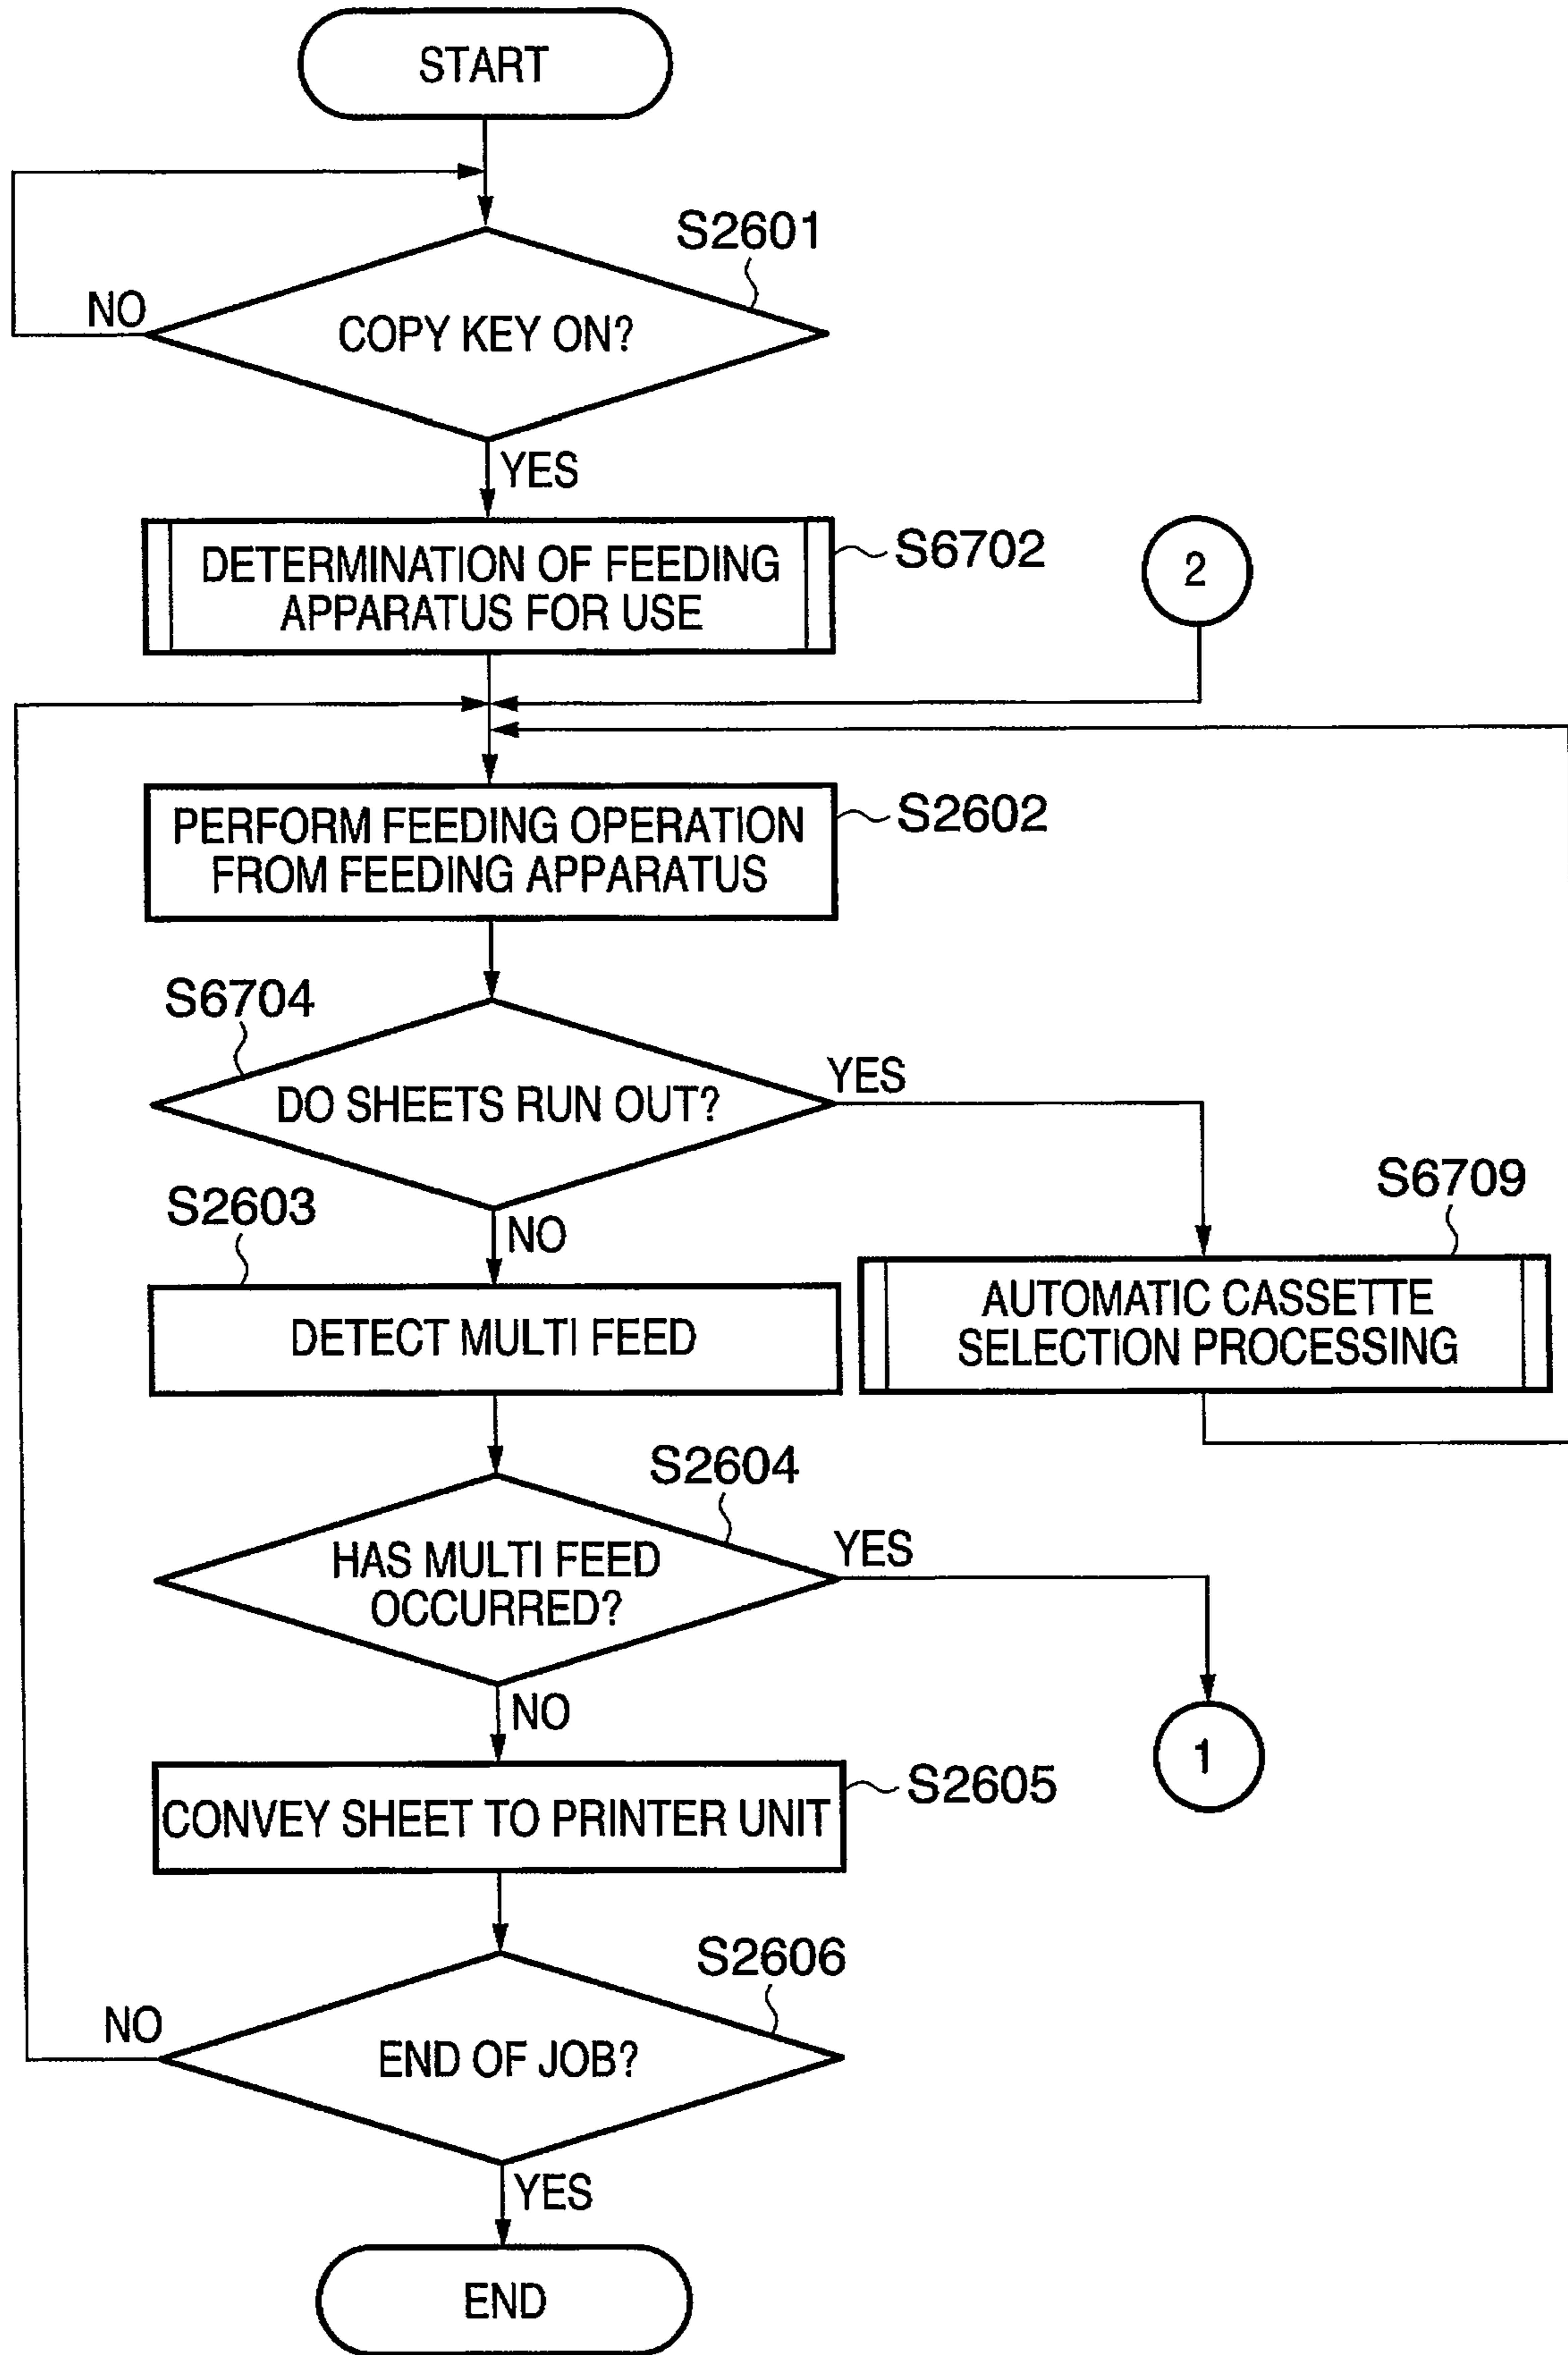 START
S2601
NO
COPY KEY ON?
YES
DETERMINATION OF FEEDING
APPARATUS FOR USE
S6702
2
PERFORM FEEDING OPERATION
FROM FEEDING APPARATUS
S2602
S6704
DO SHEETS RUN OUT?
YES
NO
S6709
AUTOMATIC CASSETTE
SELECTION PROCESSING
S2603
DETECT MULTI FEED
S2604
HAS MULTI FEED
OCCURRED?
YES
1
NO
CONVEY SHEET TO PRINTER UNIT
S2605
S2606
NO
END OF JOB?
YES
END